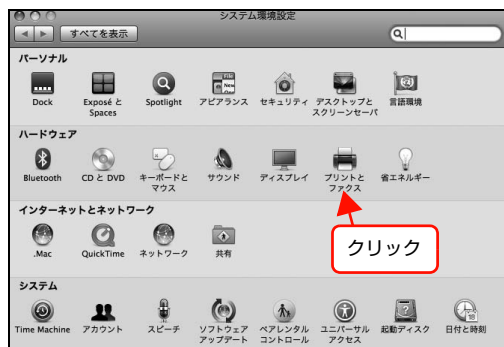 システム環境設定
すべてを表示
パーソナル
Dock
Exposé と
Spaces
Spotlight
アピアランス
セキュリティ
デスクトップと
スクリーンセーバ
言語環境
ハードウェア
Bluetooth
CD と DVD
キーボードと
マウス
サウンド
ディスプレイ
プリントと
ファクス
省エネルギー
インターネットとネットワーク
.Mac
QuickTime
ネットワーク
共有
クリック
システム
Time Machine
アカウント
スピーチ
ソフトウェア
アップデート
ペアレンタル
コントロール
ユニバーサル
アクセス
起動ディスク
日付と時刻